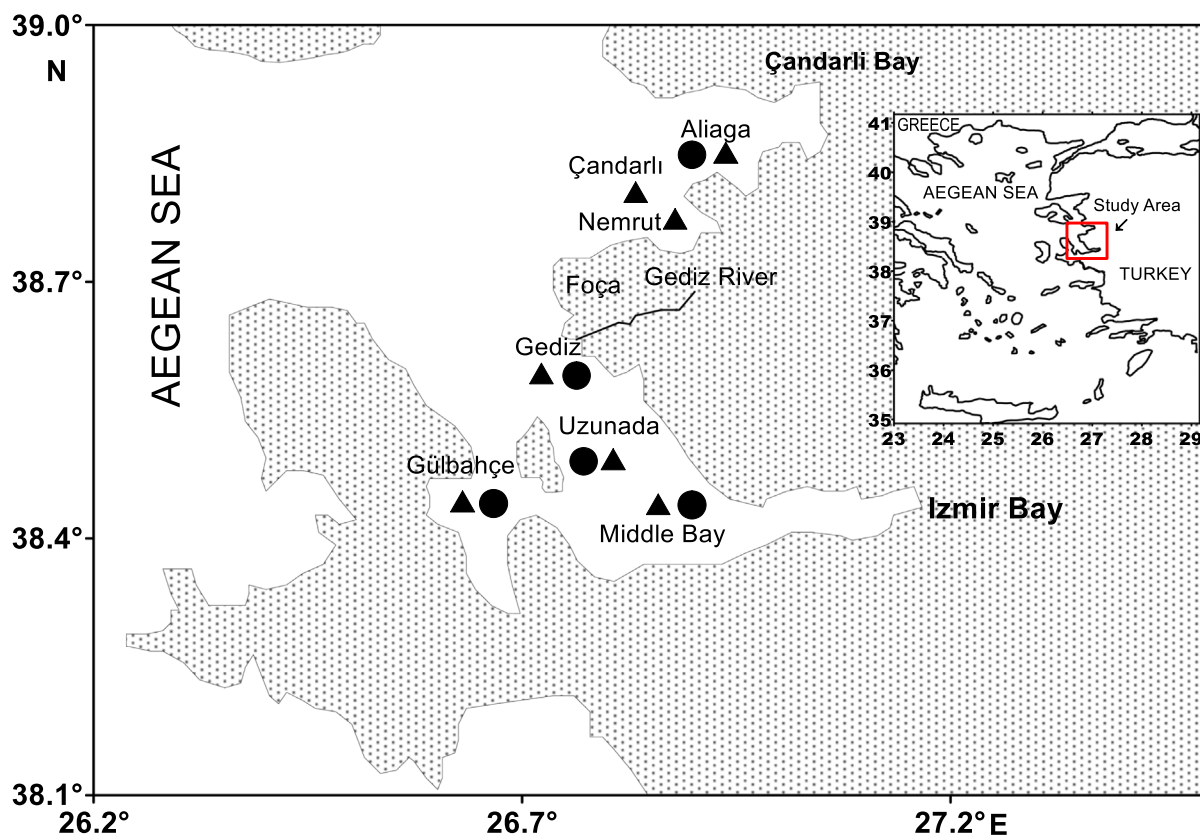 39.0°
N
Çandarli Bay
AEGEAN SEA
Aliaga
Çandarlı
Nemrut
38.7°
Foça
Gediz River
Gediz
Uzunada
Gülbahçe
Izmir Bay
38.4°
Middle Bay
38.1°
26.2°
26.7°
27.2°E
41
GREECE
40
AEGEAN SEA
Study Area
39
38
TURKEY
37
36
35
23
24
25
26
27
28
29